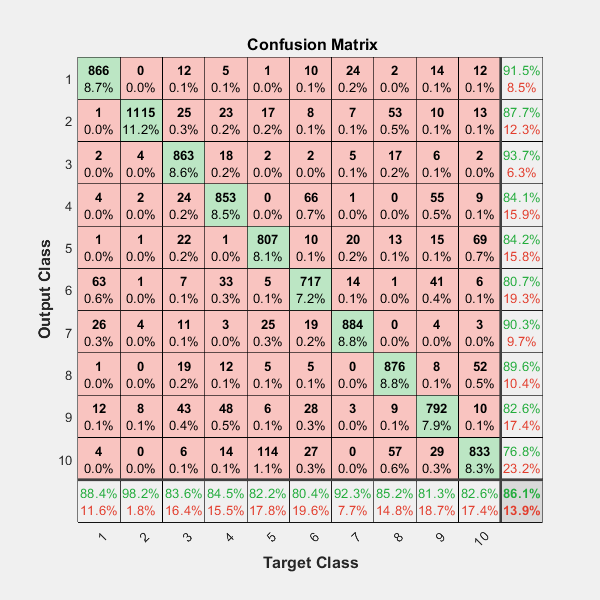 Confusion Matrix
1 866 0 12 5 1 10 24 2 14 12 91.5%
8.7% 0.0% 0.1% 0.1% 0.0% 0.1% 0.2% 0.0% 0.1% 0.1% 8.5%
2 1 1115 25 23 17 8 7 53 10 13 87.7%
0.0% 11.2% 0.3% 0.2% 0.2% 0.1% 0.1% 0.5% 0.1% 0.1% 12.3%
3 2 4 863 18 2 2 5 17 6 2 93.7%
0.0% 0.0% 8.6% 0.2% 0.0% 0.0% 0.1% 0.2% 0.1% 0.0% 6.3%
4 4 2 24 853 0 66 1 0 55 9 84.1%
0.0% 0.0% 0.2% 8.5% 0.0% 0.7% 0.0% 0.0% 0.5% 0.1% 15.9%
5 1 1 22 1 807 10 20 13 15 69 84.2%
0.0% 0.0% 0.2% 0.0% 8.1% 0.1% 0.2% 0.1% 0.1% 0.7% 15.8%
6 63 1 7 33 5 717 14 1 41 6 80.7%
0.6% 0.0% 0.1% 0.3% 0.1% 7.2% 0.1% 0.0% 0.4% 0.1% 19.3%
7 26 4 11 3 25 19 884 0 4 3 90.3%
0.3% 0.0% 0.1% 0.0% 0.3% 0.2% 8.8% 0.0% 0.0% 0.0% 9.7%
8 1 0 19 12 5 5 0 876 8 52 89.6%
0.0% 0.0% 0.2% 0.1% 0.1% 0.1% 0.0% 8.8% 0.1% 0.5% 10.4%
9 12 8 43 48 6 28 3 9 792 10 82.6%
0.1% 0.1% 0.4% 0.5% 0.1% 0.3% 0.0% 0.1% 7.9% 0.1% 17.4%
10 4 0 6 14 114 27 0 57 29 833 76.8%
0.0% 0.0% 0.1% 0.1% 1.1% 0.3% 0.0% 0.6% 0.3% 8.3% 23.2%
88.4% 98.2% 83.6% 84.5% 82.2% 80.4% 92.3% 85.2% 81.3% 82.6% 86.1%
11.6% 1.8% 16.4% 15.5% 17.8% 19.6% 7.7% 14.8% 18.7% 17.4% 13.9%
1 2 3 4 5 6 7 8 9 10
Target Class
Output Class